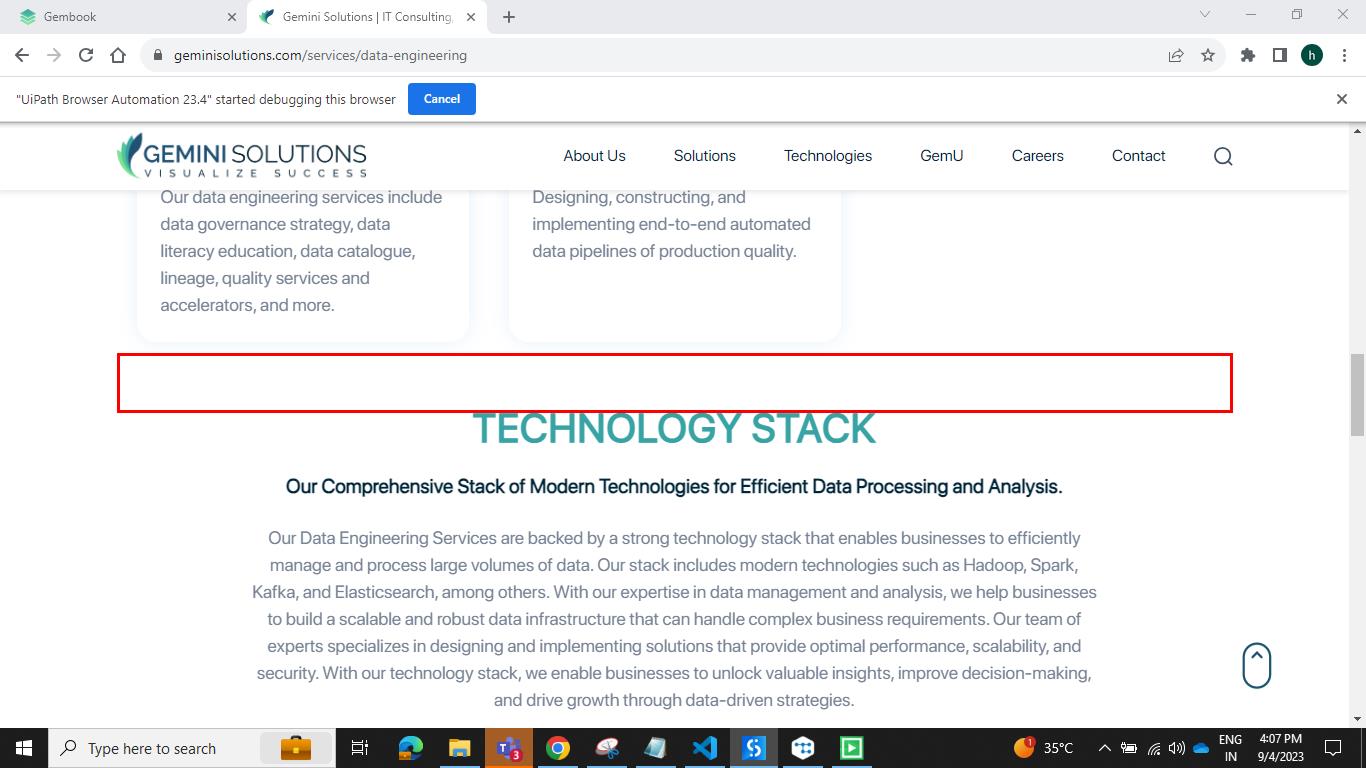 Gembook
Gemini Solutions | IT Consulting,
geminisolutions.com/services/data-engineering
h
"UiPath Browser Automation 23.4" started debugging this browser
Cancel
GEMINI SOLUTIONS
VISUALIZE SUCCESS
About Us
Solutions
Technologies
GemU
Careers
Contact
Our data engineering services include
data governance strategy, data
literacy education, data catalogue,
lineage, quality services and
accelerators, and more.
Designing, constructing, and
implementing end-to-end automated
data pipelines of production quality.
TECHNOLOGY STACK
Our Comprehensive Stack of Modern Technologies for Efficient Data Processing and Analysis.
Our Data Engineering Services are backed by a strong technology stack that enables businesses to efficiently
manage and process large volumes of data. Our stack includes modern technologies such as Hadoop, Spark,
Kafka, and Elasticsearch, among others. With our expertise in data management and analysis, we help businesses
to build a scalable and robust data infrastructure that can handle complex business requirements. Our team of
experts specializes in designing and implementing solutions that provide optimal performance, scalability, and
security. With our technology stack, we enable businesses to unlock valuable insights, improve decision-making,
and drive growth through data-driven strategies.
Type here to search
3
1
35°C
ENG
IN
4:07 PM
9/4/2023